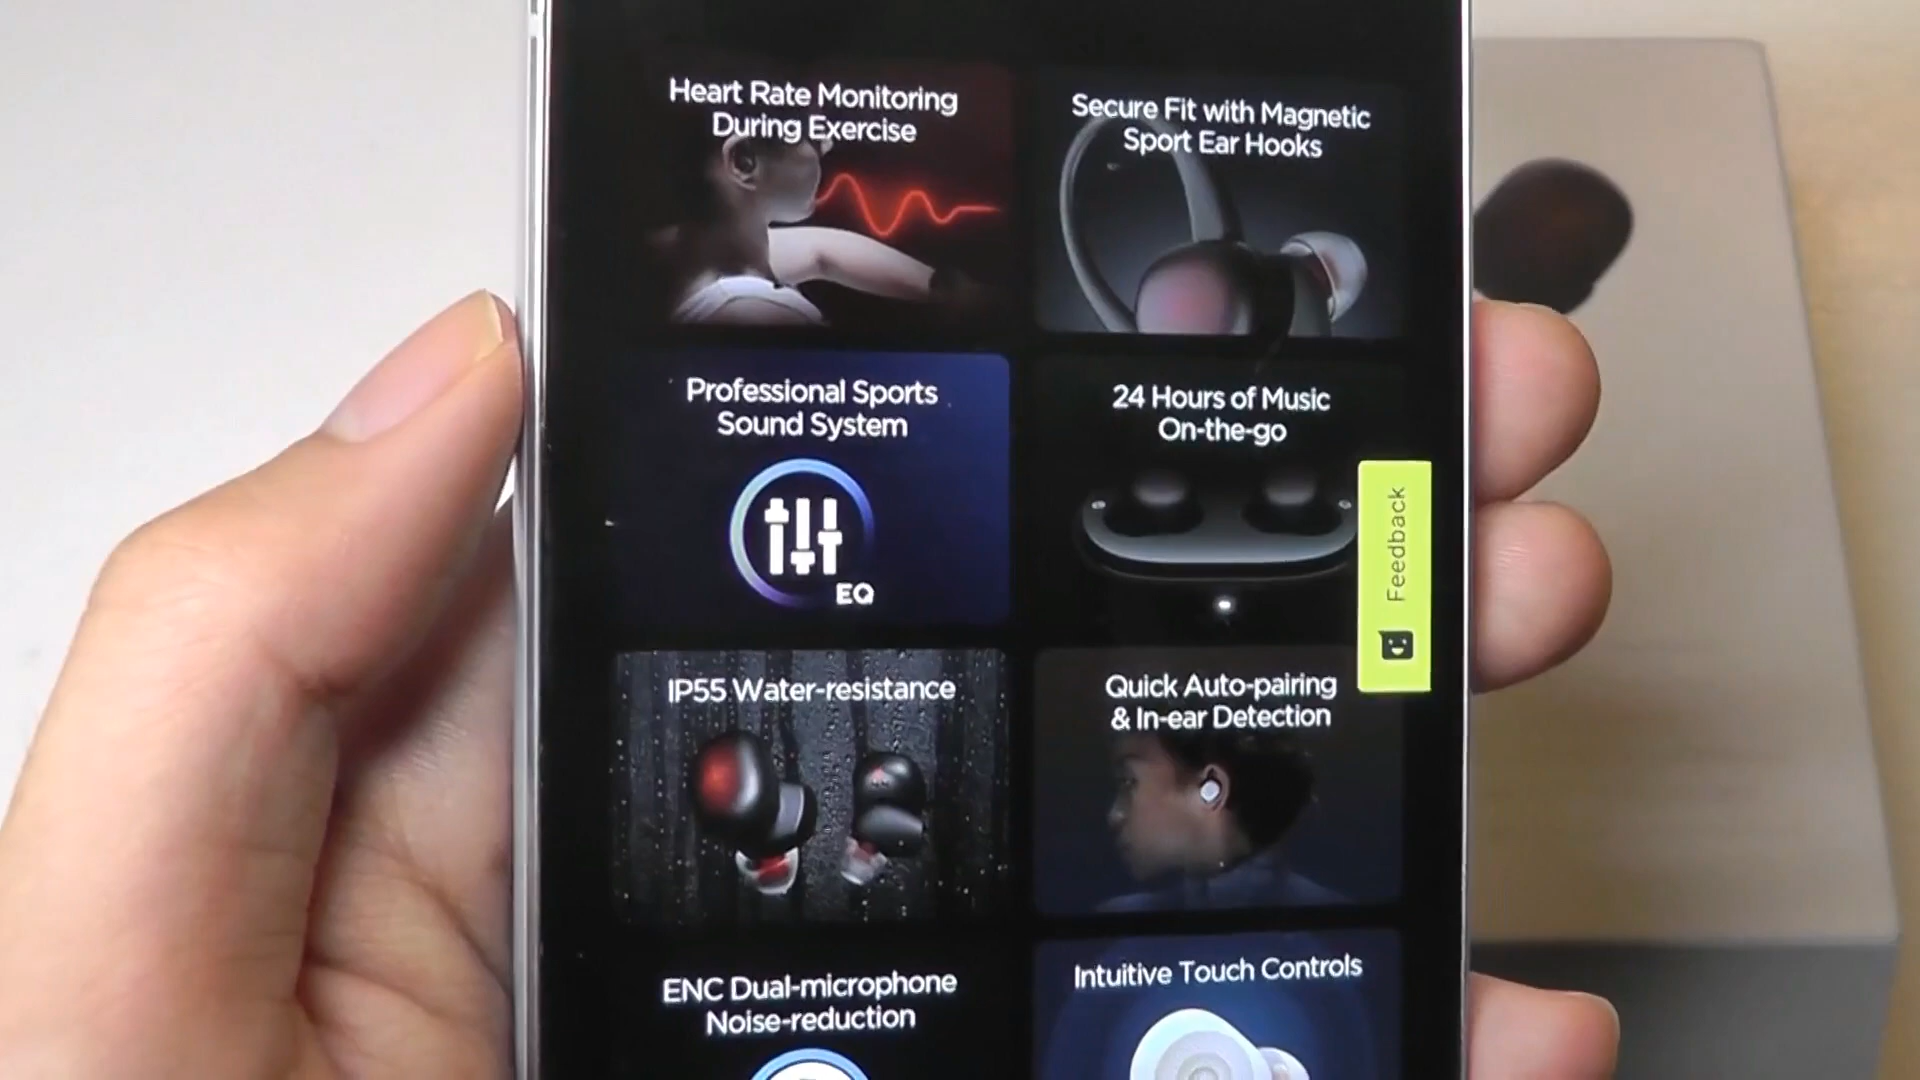 Heart Rate Monitoring
During Exercise
Secure Fit with Magnetic
Sport Ear Hooks
Professional Sports
Sound System
EQ
24 Hours of Music
On-the-go
Feedback
IP55 Water-resistance
Quick Auto-pairing
& In-ear Detection
ENC Dual-microphone
Noise-reduction
Intuitive Touch Controls